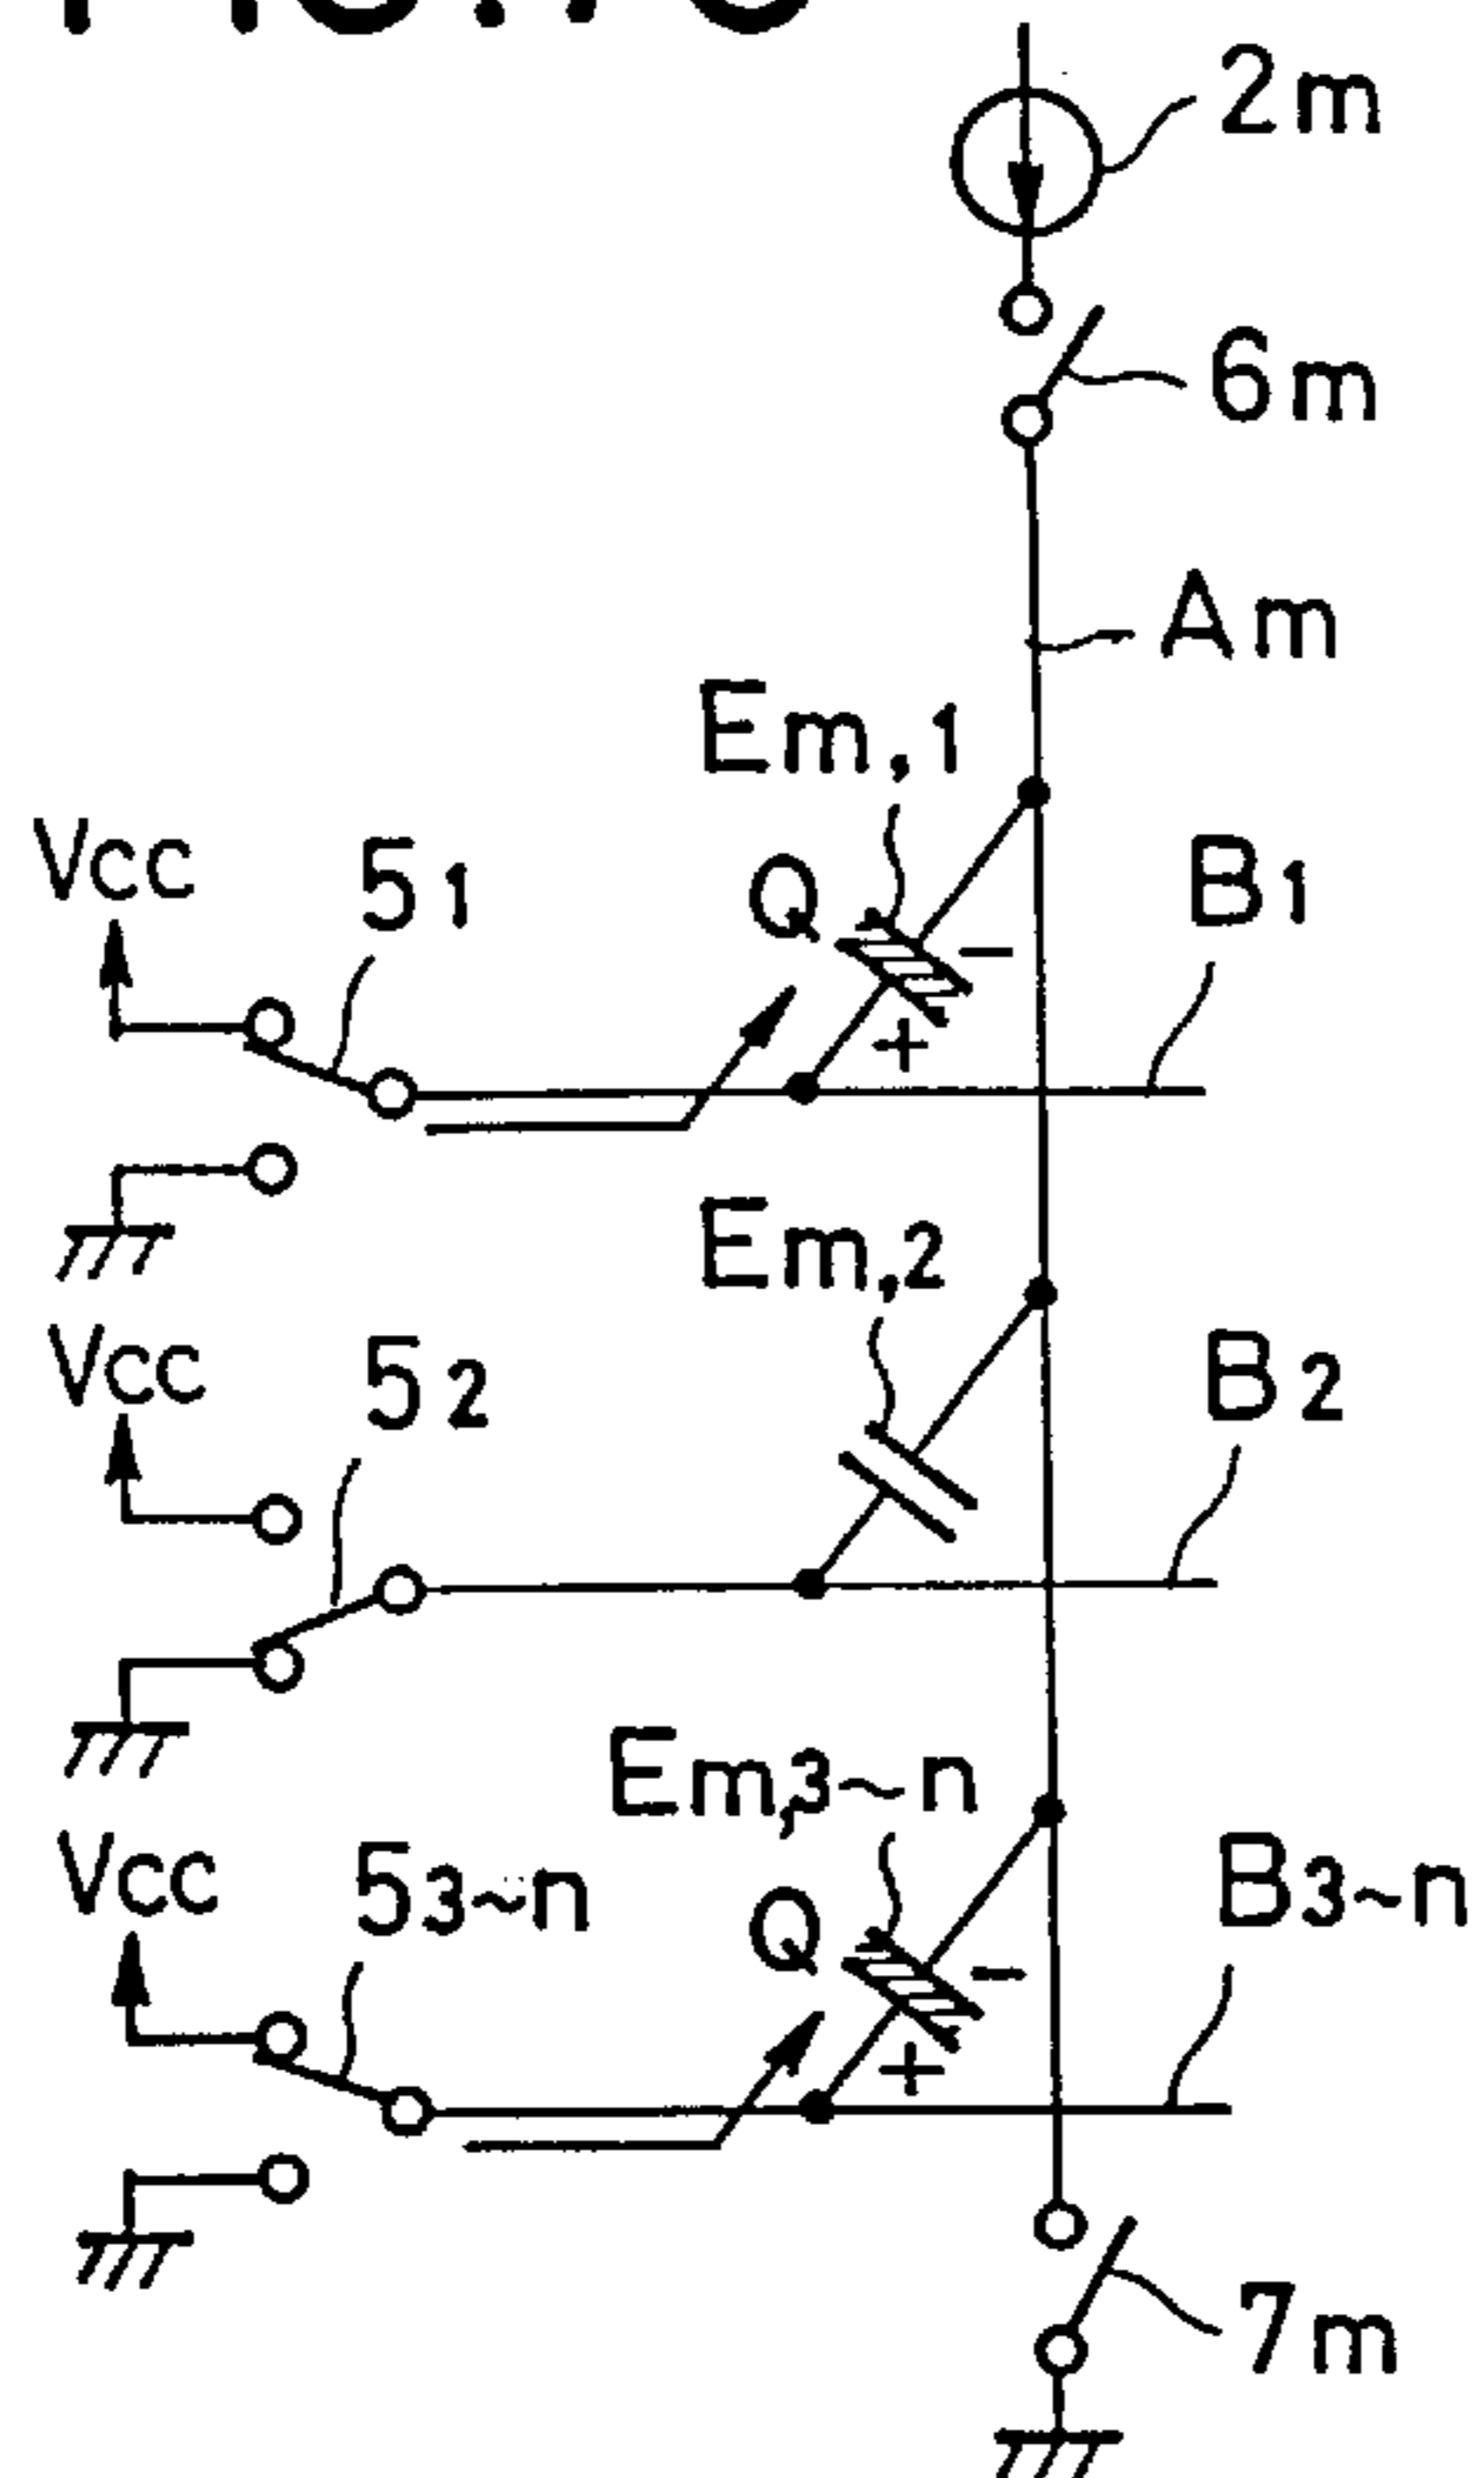 2m
6m
Am
Em,1
Vcc
51
Q
B1
−
+
Em,2
Vcc
52
B2
Em,3~n
Vcc
53~n
Q
B3~n
−
+
7m